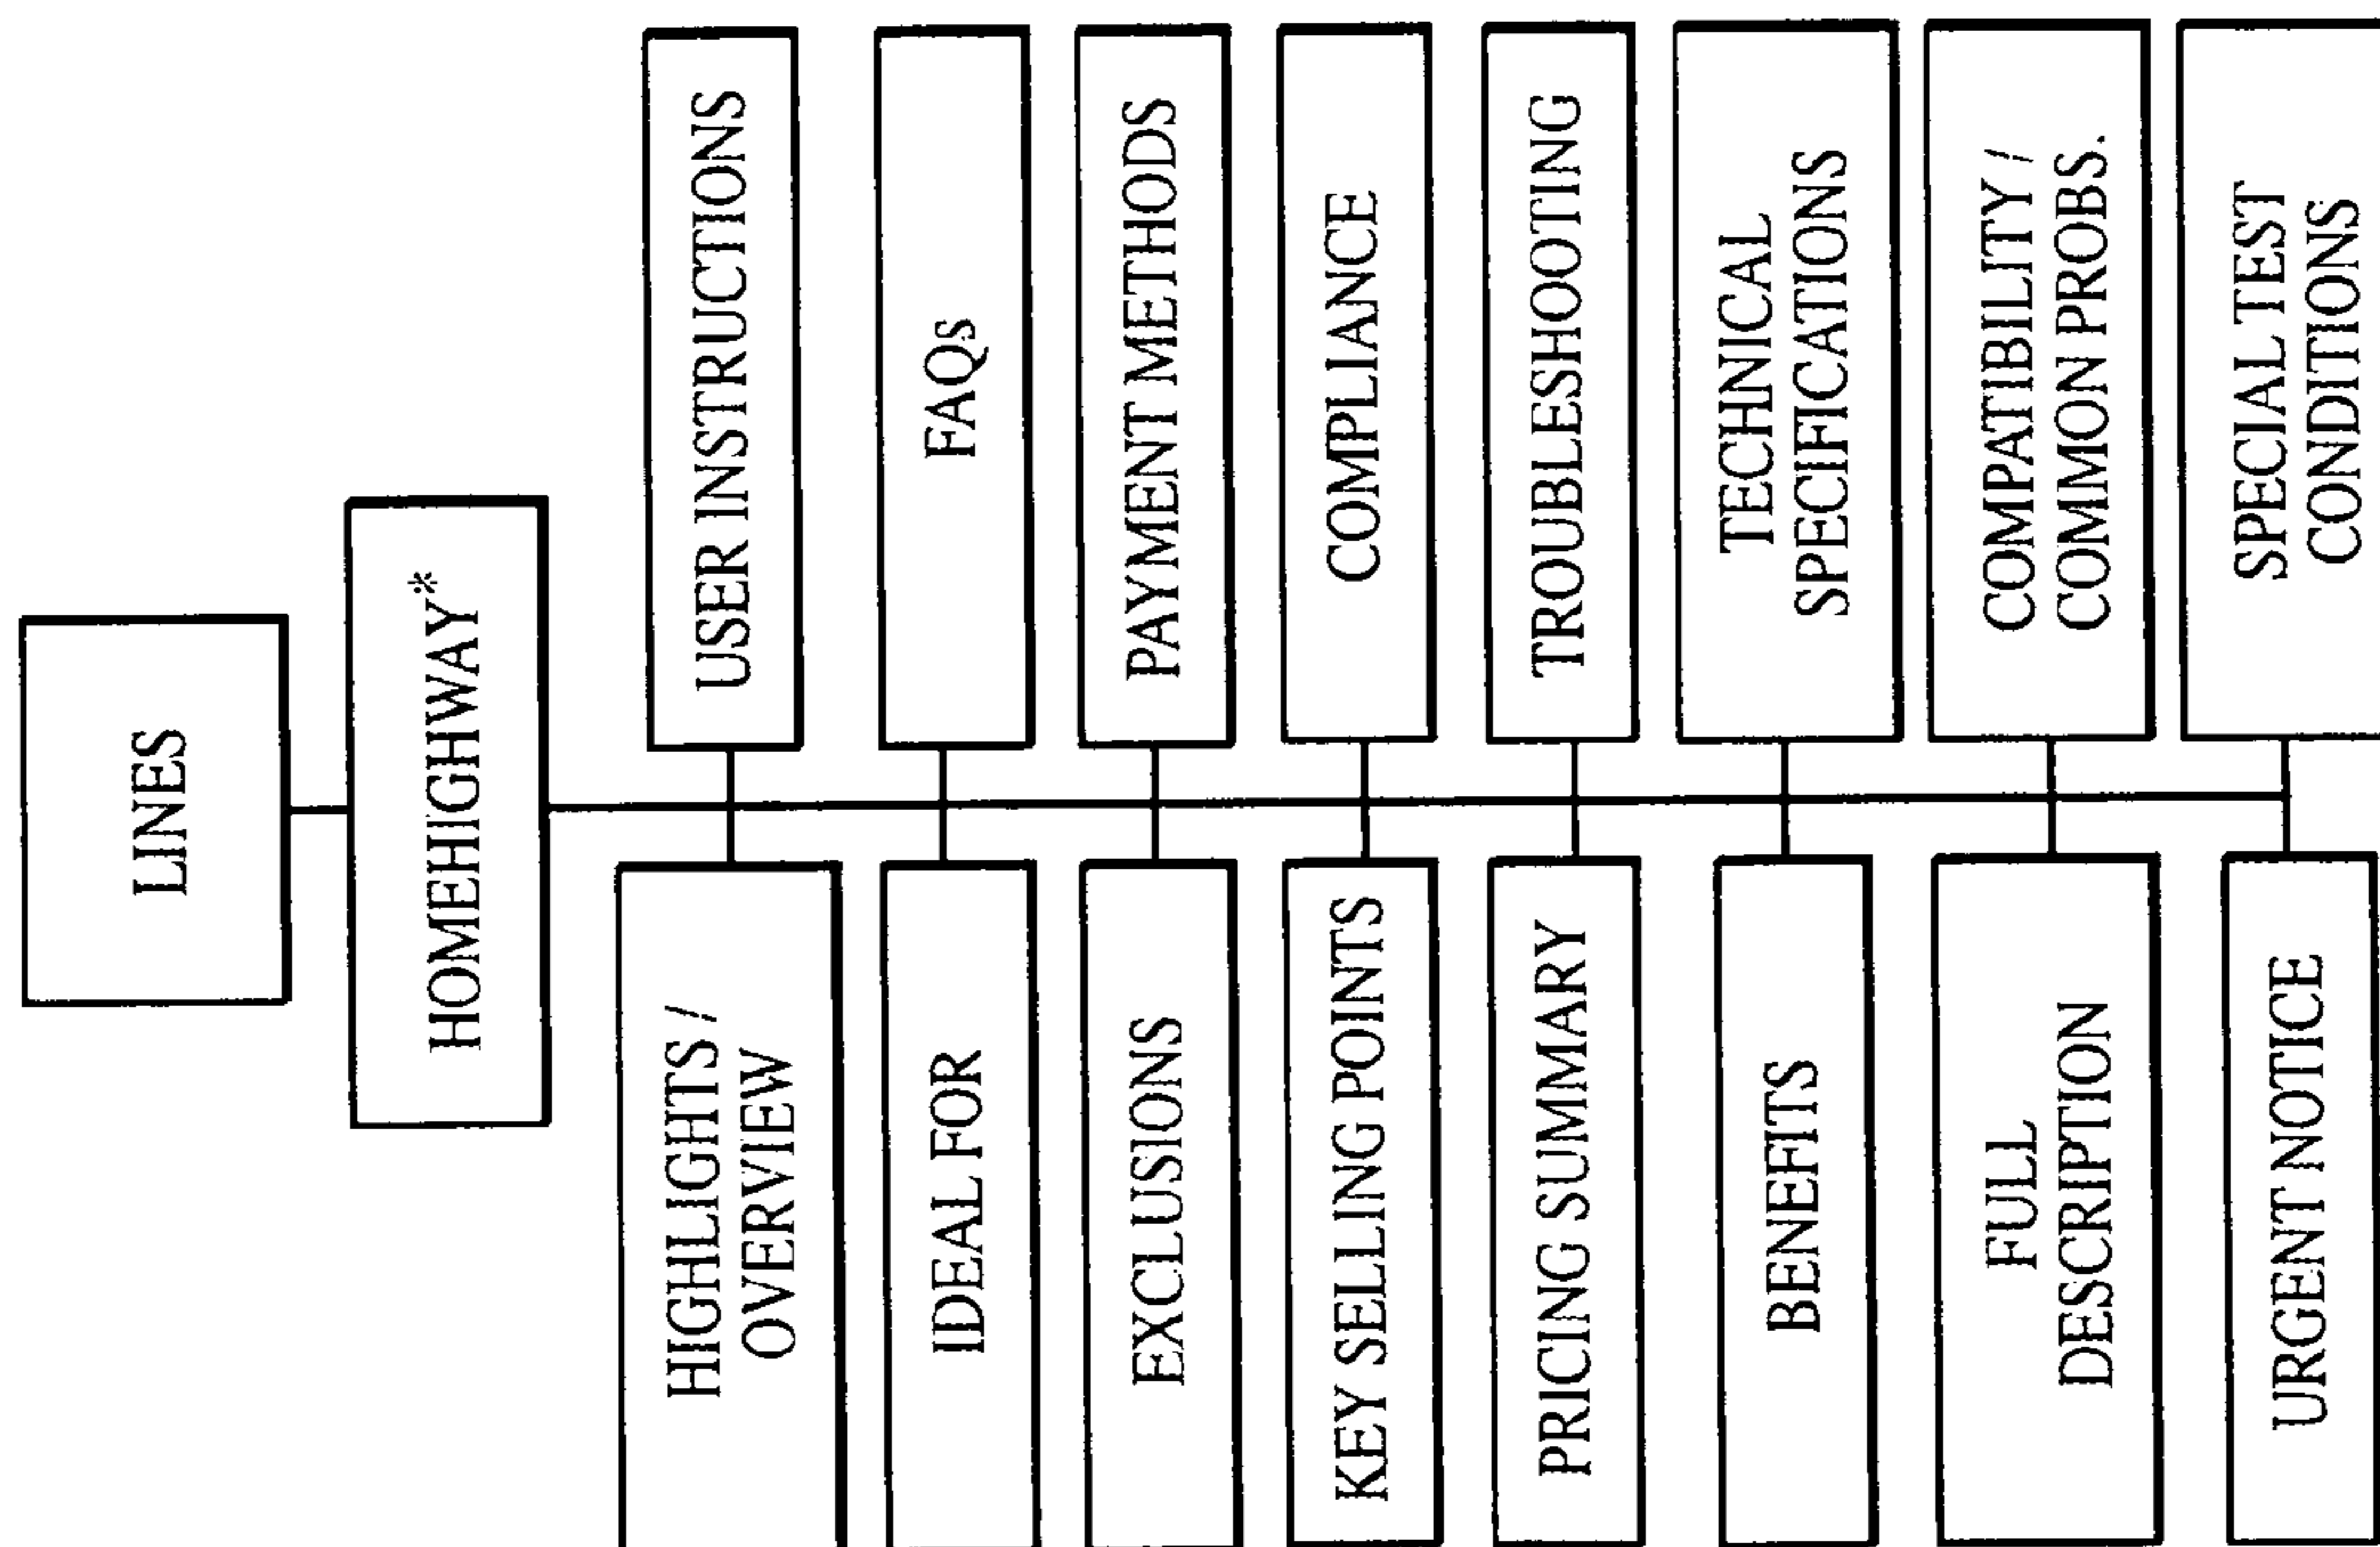 LINES
HOMEHIGHWAY*
HIGHLIGHTS /
OVERVIEW
USER INSTRUCTIONS
IDEAL FOR
FAQs
EXCLUSIONS
PAYMENT METHODS
KEY SELLING POINTS
COMPLIANCE
PRICING SUMMARY
TROUBLESHOOTING
BENEFITS
TECHNICAL
SPECIFICATIONS
FULL
DESCRIPTION
COMPATIBILITY /
COMMON PROBS.
URGENT NOTICE
SPECIAL TEST
CONDITIONS